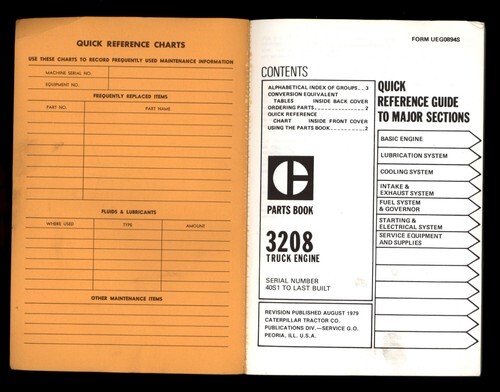 QUICK REFERENCE CHARTS
USE THESE CHARTS TO RECORD FREQUENTLY USED MAINTENANCE INFORMATION
MACHINE SERIAL NO.
EQUIPMENT NO.
FREQUENTLY REPLACED ITEMS
PART NO. PART NAME
FLUIDS & LUBRICANTS
WHERE USED TYPE AMOUNT
OTHER MAINTENANCE ITEMS
FORM UEG0894S
CONTENTS
ALPHABETICAL INDEX OF GROUPS... 3
CONVERSION EQUIVALENT
TABLES INSIDE BACK COVER
ORDERING PARTS---------------2
QUICK REFERENCE
CHART INSIDE FRONT COVER
USING THE PARTS BOOK----------2
C
PARTS BOOK
3208
TRUCK ENGINE
SERIAL NUMBER
40S1 TO LAST BUILT
REVISION PUBLISHED AUGUST 1979
CATERPILLAR TRACTOR CO.
PUBLICATIONS DIV.—SERVICE G.O.
PEORIA, ILL. U.S.A.
QUICK
REFERENCE GUIDE
TO MAJOR SECTIONS
BASIC ENGINE
LUBRICATION SYSTEM
COOLING SYSTEM
INTAKE &
EXHAUST SYSTEM
FUEL SYSTEM
& GOVERNOR
STARTING &
ELECTRICAL SYSTEM
SERVICE EQUIPMENT
AND SUPPLIES